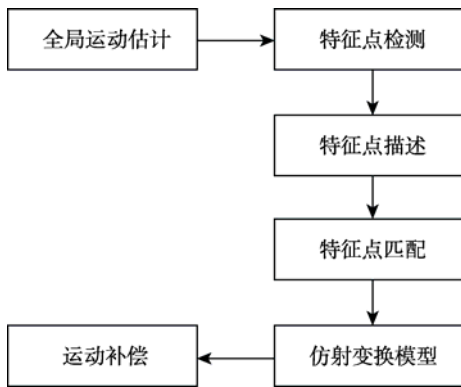 全局运动估计
特征点检测
特征点描述
特征点匹配
仿射变换模型
运动补偿